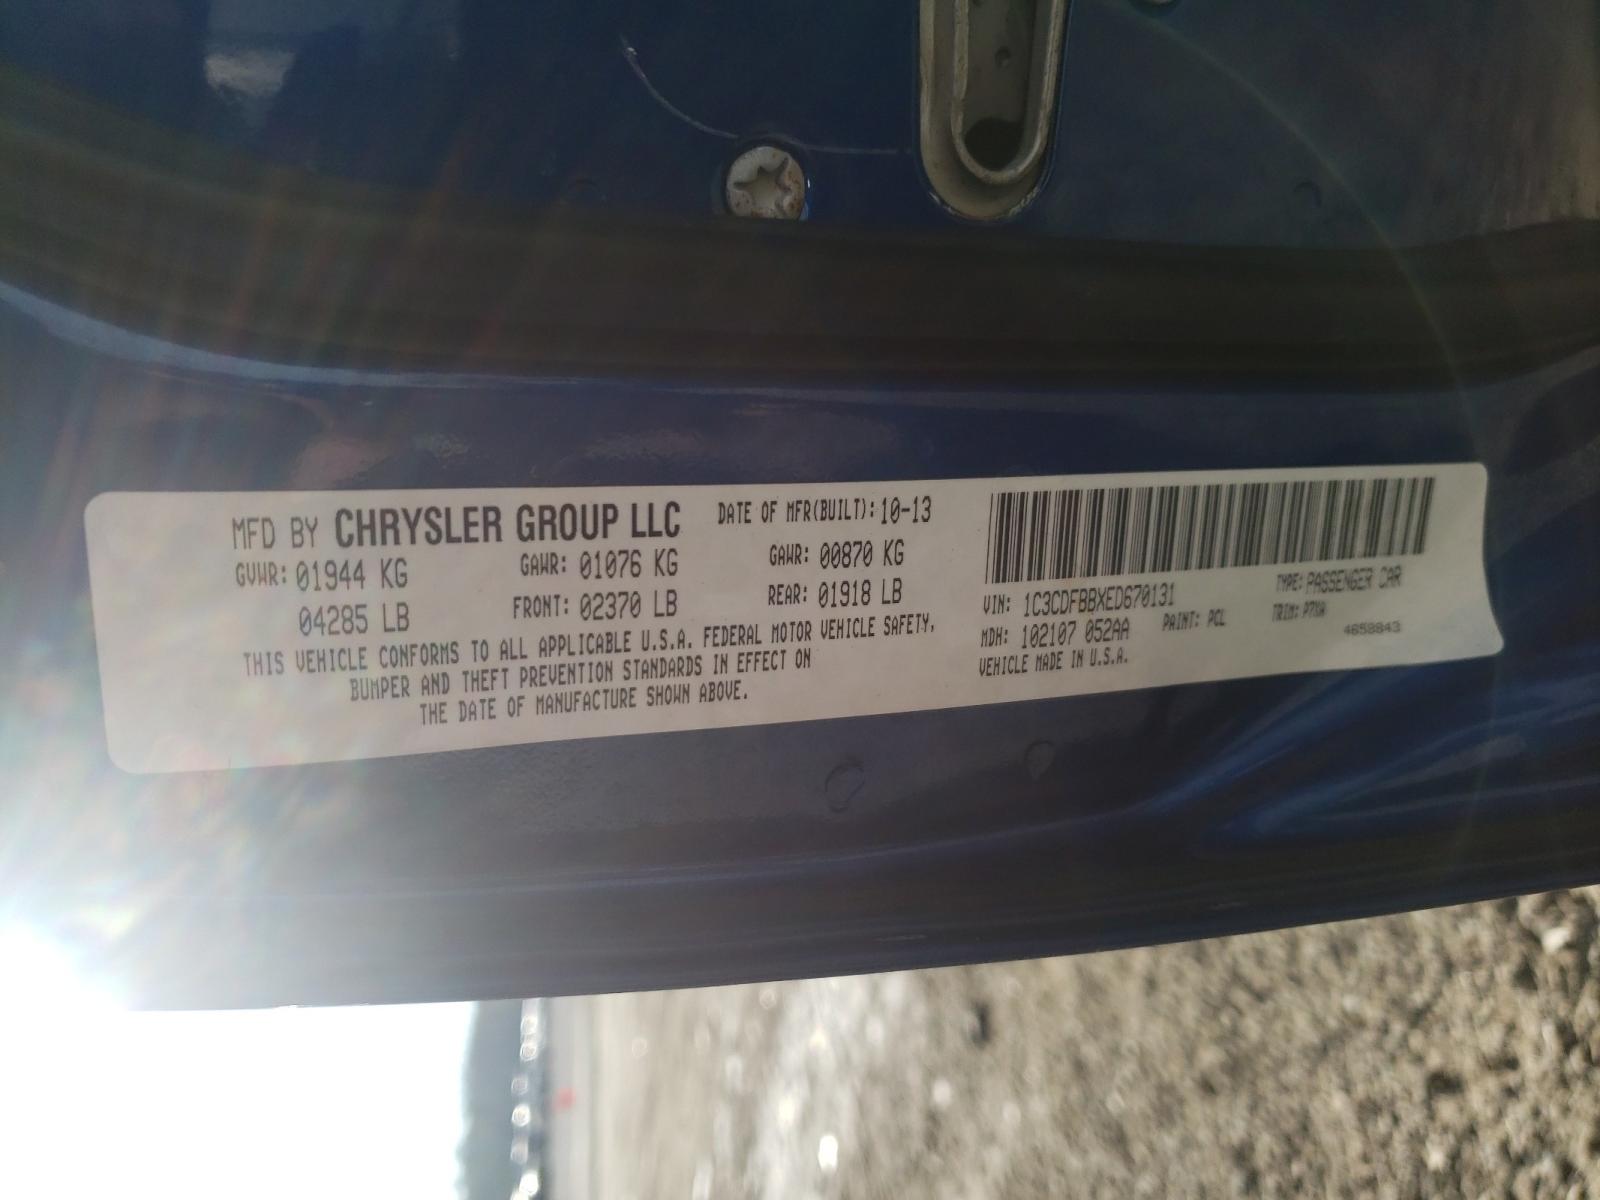 MFD BY CHRYSLER GROUP LLC DATE OF MFR(BUILT): 10-13
GVWR: 01944 KG GAWR: 01076 KG GAWR: 00870 KG
04285 LB FRONT: 02370 LB REAR: 01918 LB
THIS VEHICLE CONFORMS TO ALL APPLICABLE U.S.A. FEDERAL MOTOR VEHICLE SAFETY,
BUMPER AND THEFT PREVENTION STANDARDS IN EFFECT ON
THE DATE OF MANUFACTURE SHOWN ABOVE.
VIN: 1C3CDFBBXED670131 TYPE: PASSENGER CAR
MDH: 102107 052AA PAINT: PCL TRIM:
VEHICLE MADE IN U.S.A.